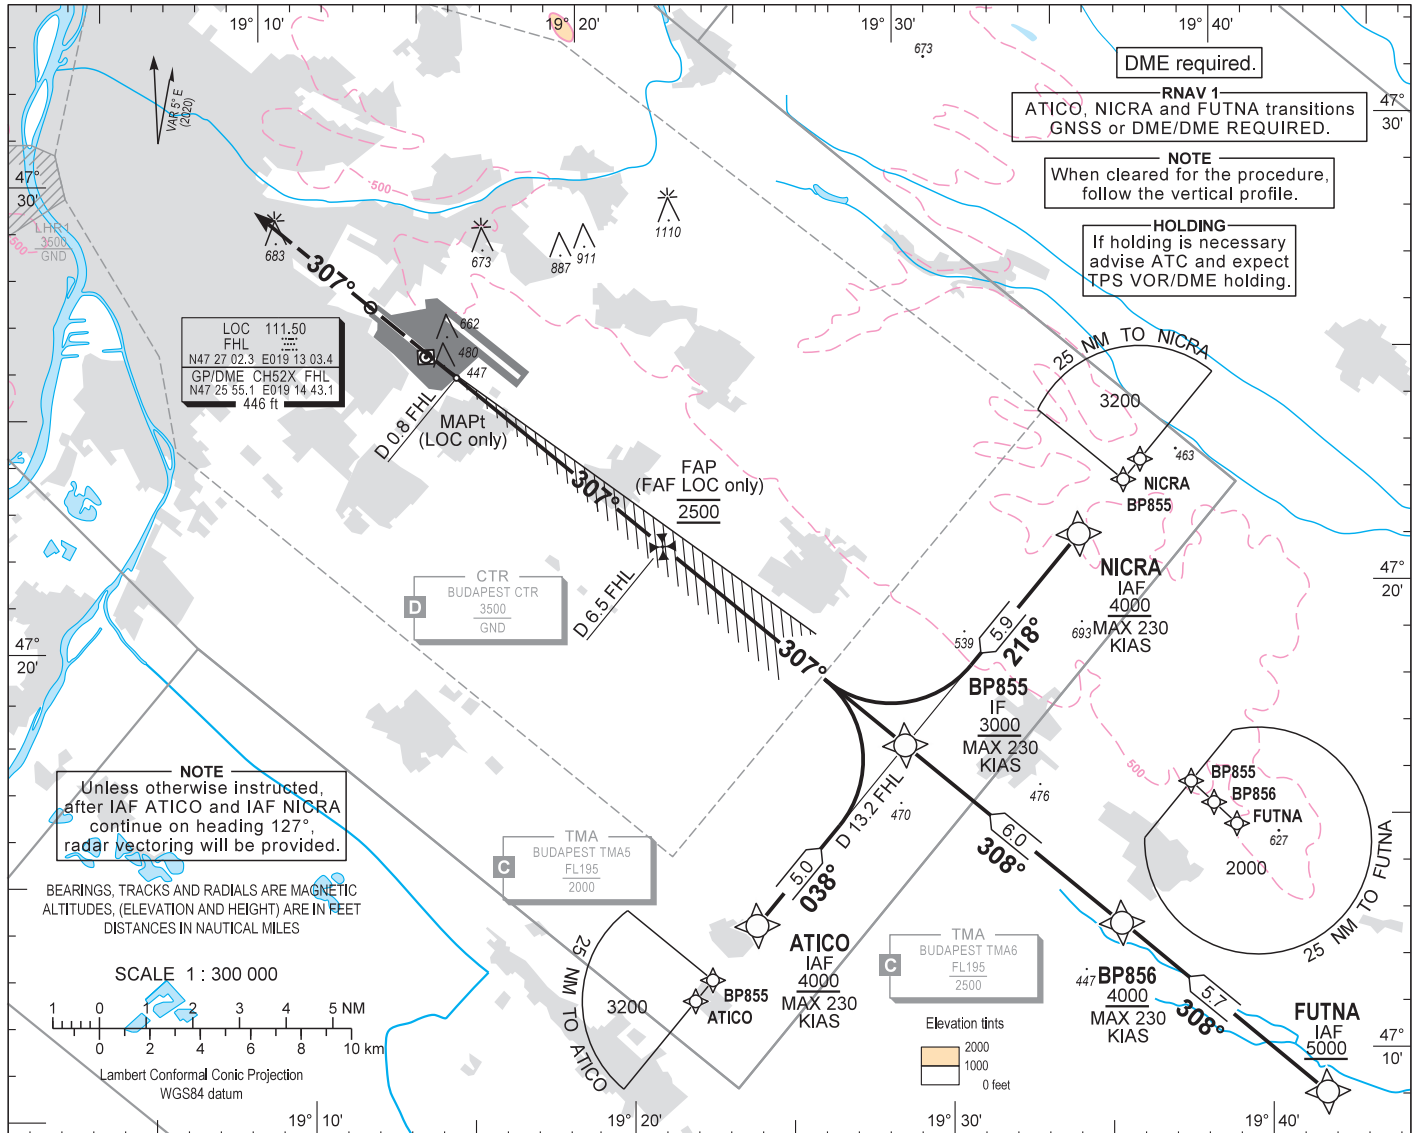 19° 10'
19° 20'
19° 30'
19° 40'
673
DME required.
RNAV 1
ATICO, NICRA and FUTNA transitions
GNSS or DME/DME REQUIRED.
47°
30'
NOTE
When cleared for the procedure,
follow the vertical profile.
HOLDING
If holding is necessary
advise ATC and expect
TPS VOR/DME holding.
VAR 5° E
(2020)
47°
30'
500
LHR1
3500
GND
500
683
673
887
911
1110
307°
662
480
447
LOC 111.50
FHL
N47 27 02.3 E019 13 03.4
GP/DME CH52X FHL
N47 25 55.1 E019 14 43.1
446 ft
D 0.8 FHL
MAPt
(LOC only)
25 NM TO NICRA
3200
463
NICRA
BP855
307°
FAP
(FAF LOC only)
2500
D 6.5 FHL
CTR
BUDAPEST CTR
3500
GND
D
NICRA
IAF
4000
MAX 230
KIAS
47°
20'
693
539
5.9
218°
307°
47°
20'
BP855
IF
3000
MAX 230
KIAS
500
476
470
D 13.2 FHL
BP855
BP856
FUTNA
627
2000
25 NM TO FUTNA
NOTE
Unless otherwise instructed,
after IAF ATICO and IAF NICRA
continue on heading 127°,
radar vectoring will be provided.
TMA
BUDAPEST TMA5
FL195
2000
C
6.0
308°
5.0
038°
BEARINGS, TRACKS AND RADIALS ARE MAGNETIC
ALTITUDES, (ELEVATION AND HEIGHT) ARE IN FEET
DISTANCES IN NAUTICAL MILES
ATICO
IAF
4000
MAX 230
KIAS
TMA
BUDAPEST TMA6
FL195
2500
C
447
BP856
4000
MAX 230
KIAS
5.7
308°
FUTNA
IAF
5000
25 NM TO ATICO
3200
BP855
ATICO
SCALE 1 : 300 000
1 0 1 2 3 4 5 NM
0 2 4 6 8 10 km
Lambert Conformal Conic Projection
WGS84 datum
Elevation tints
2000
1000
0 feet
47°
10'
19° 10'
19° 20'
19° 30'
19° 40'